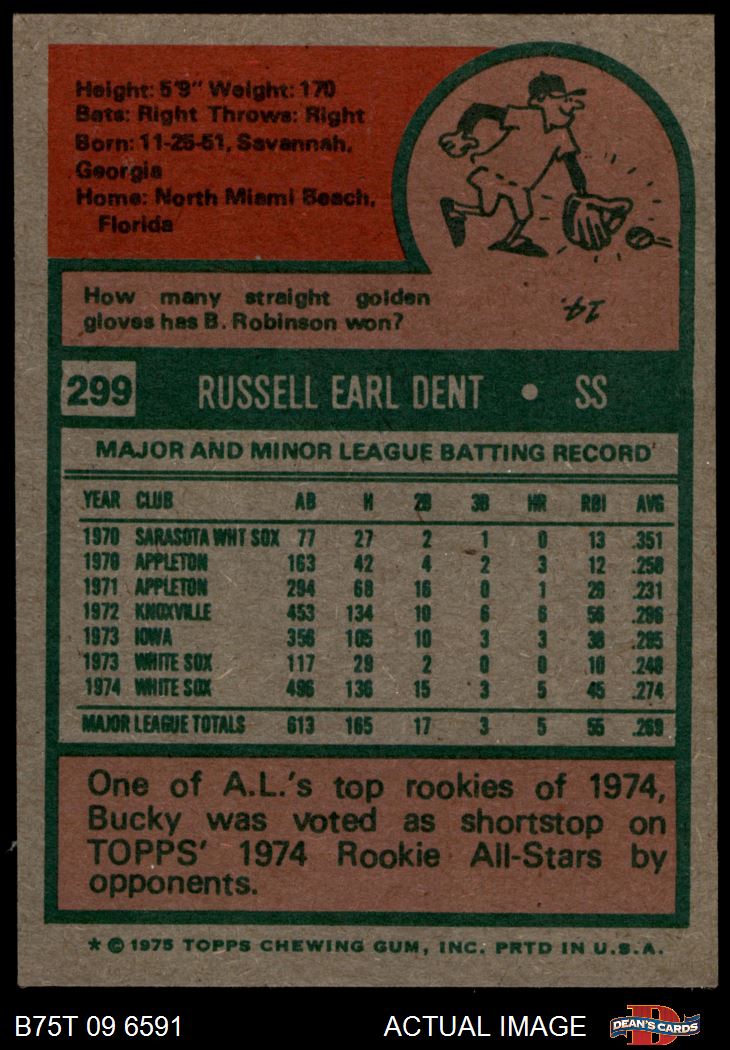 Height: 5'9" Weight: 170
Bats: Right Throws: Right
Born: 11-25-51, Savannah,
Georgia
Home: North Miami Beach,
Florida
How many straight golden
gloves has B. Robinson won?
14.
299 RUSSELL EARL DENT • SS
MAJOR AND MINOR LEAGUE BATTING RECORD
YEAR CLUB AB H 2B 3B HR RBI AVG
1970 SARASOTA WHT SOX 77 27 2 1 0 13 .351
1970 APPLETON 163 42 4 2 3 12 .258
1971 APPLETON 294 68 16 0 1 28 .231
1972 KNOXVILLE 453 134 10 6 6 56 .296
1973 IOWA 356 105 10 3 3 38 .295
1973 WHITE SOX 117 29 2 0 0 10 .248
1974 WHITE SOX 496 136 15 3 5 45 .274
MAJOR LEAGUE TOTALS 613 165 17 3 5 55 .269
One of A.L.'s top rookies of 1974,
Bucky was voted as shortstop on
TOPPS' 1974 Rookie All-Stars by
opponents.
* © 1975 TOPPS CHEWING GUM, INC. PRTD IN U.S.A.
B75T 09 6591 ACTUAL IMAGE DEAN'S CARDS